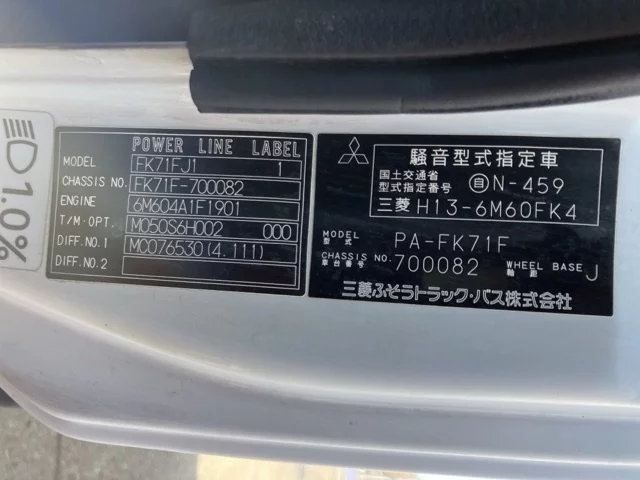 1.0%
POWER LINE LABEL
MODEL FK71FJ1 1
CHASSIS NO. FK71F-700082
ENGINE 6M604A1F1901
T/M-OPT. M050S6H002 000
DIFF.NO.1 MC076530(4.111)
DIFF.NO.2
騒音型式指定車
国土交通省
型式指定番号 自 N-459
三菱 H13-6M60FK4
MODEL
型式 PA-FK71F
CHASSIS NO.
車台番号 700082 WHEEL BASE
軸距 J
三菱ふそうトラック・バス株式会社